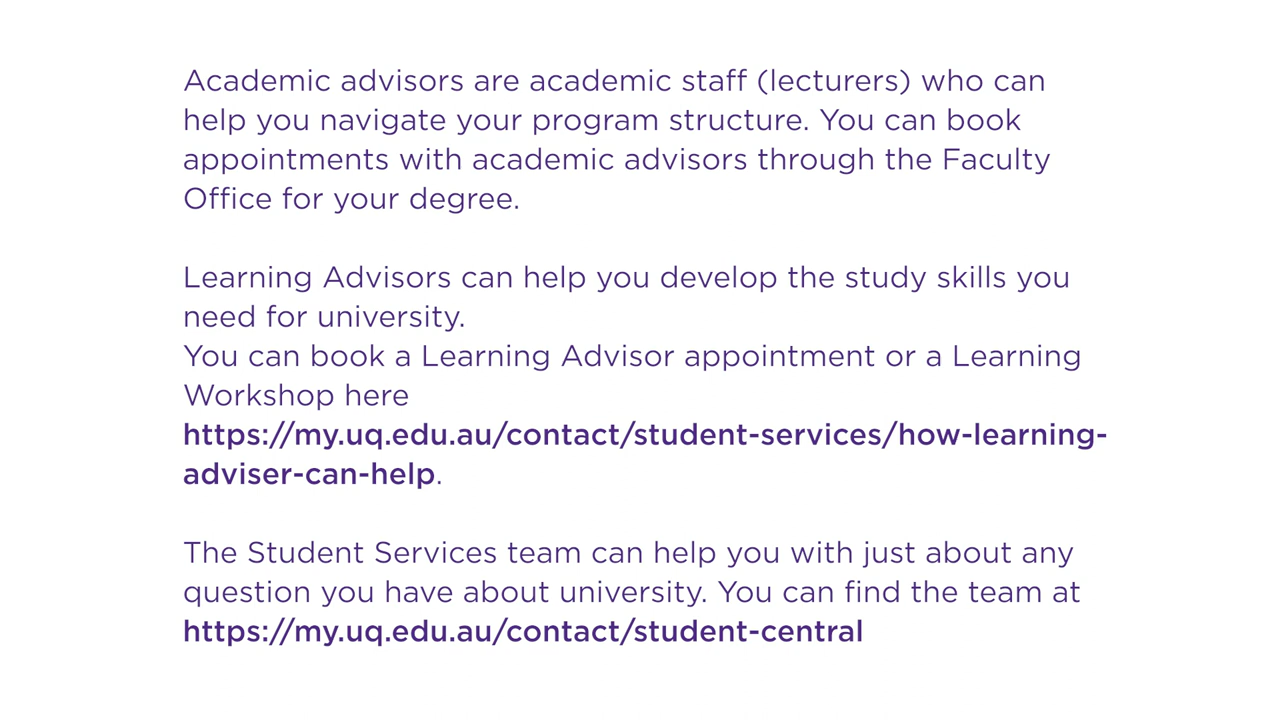 Academic advisors are academic staff (lecturers) who can
help you navigate your program structure. You can book
appointments with academic advisors through the Faculty
Office for your degree.
Learning Advisors can help you develop the study skills you
need for university.
You can book a Learning Advisor appointment or a Learning
Workshop here
https://my.uq.edu.au/contact/student-services/how-learning-
adviser-can-help.
The Student Services team can help you with just about any
question you have about university. You can find the team at
https://my.uq.edu.au/contact/student-central